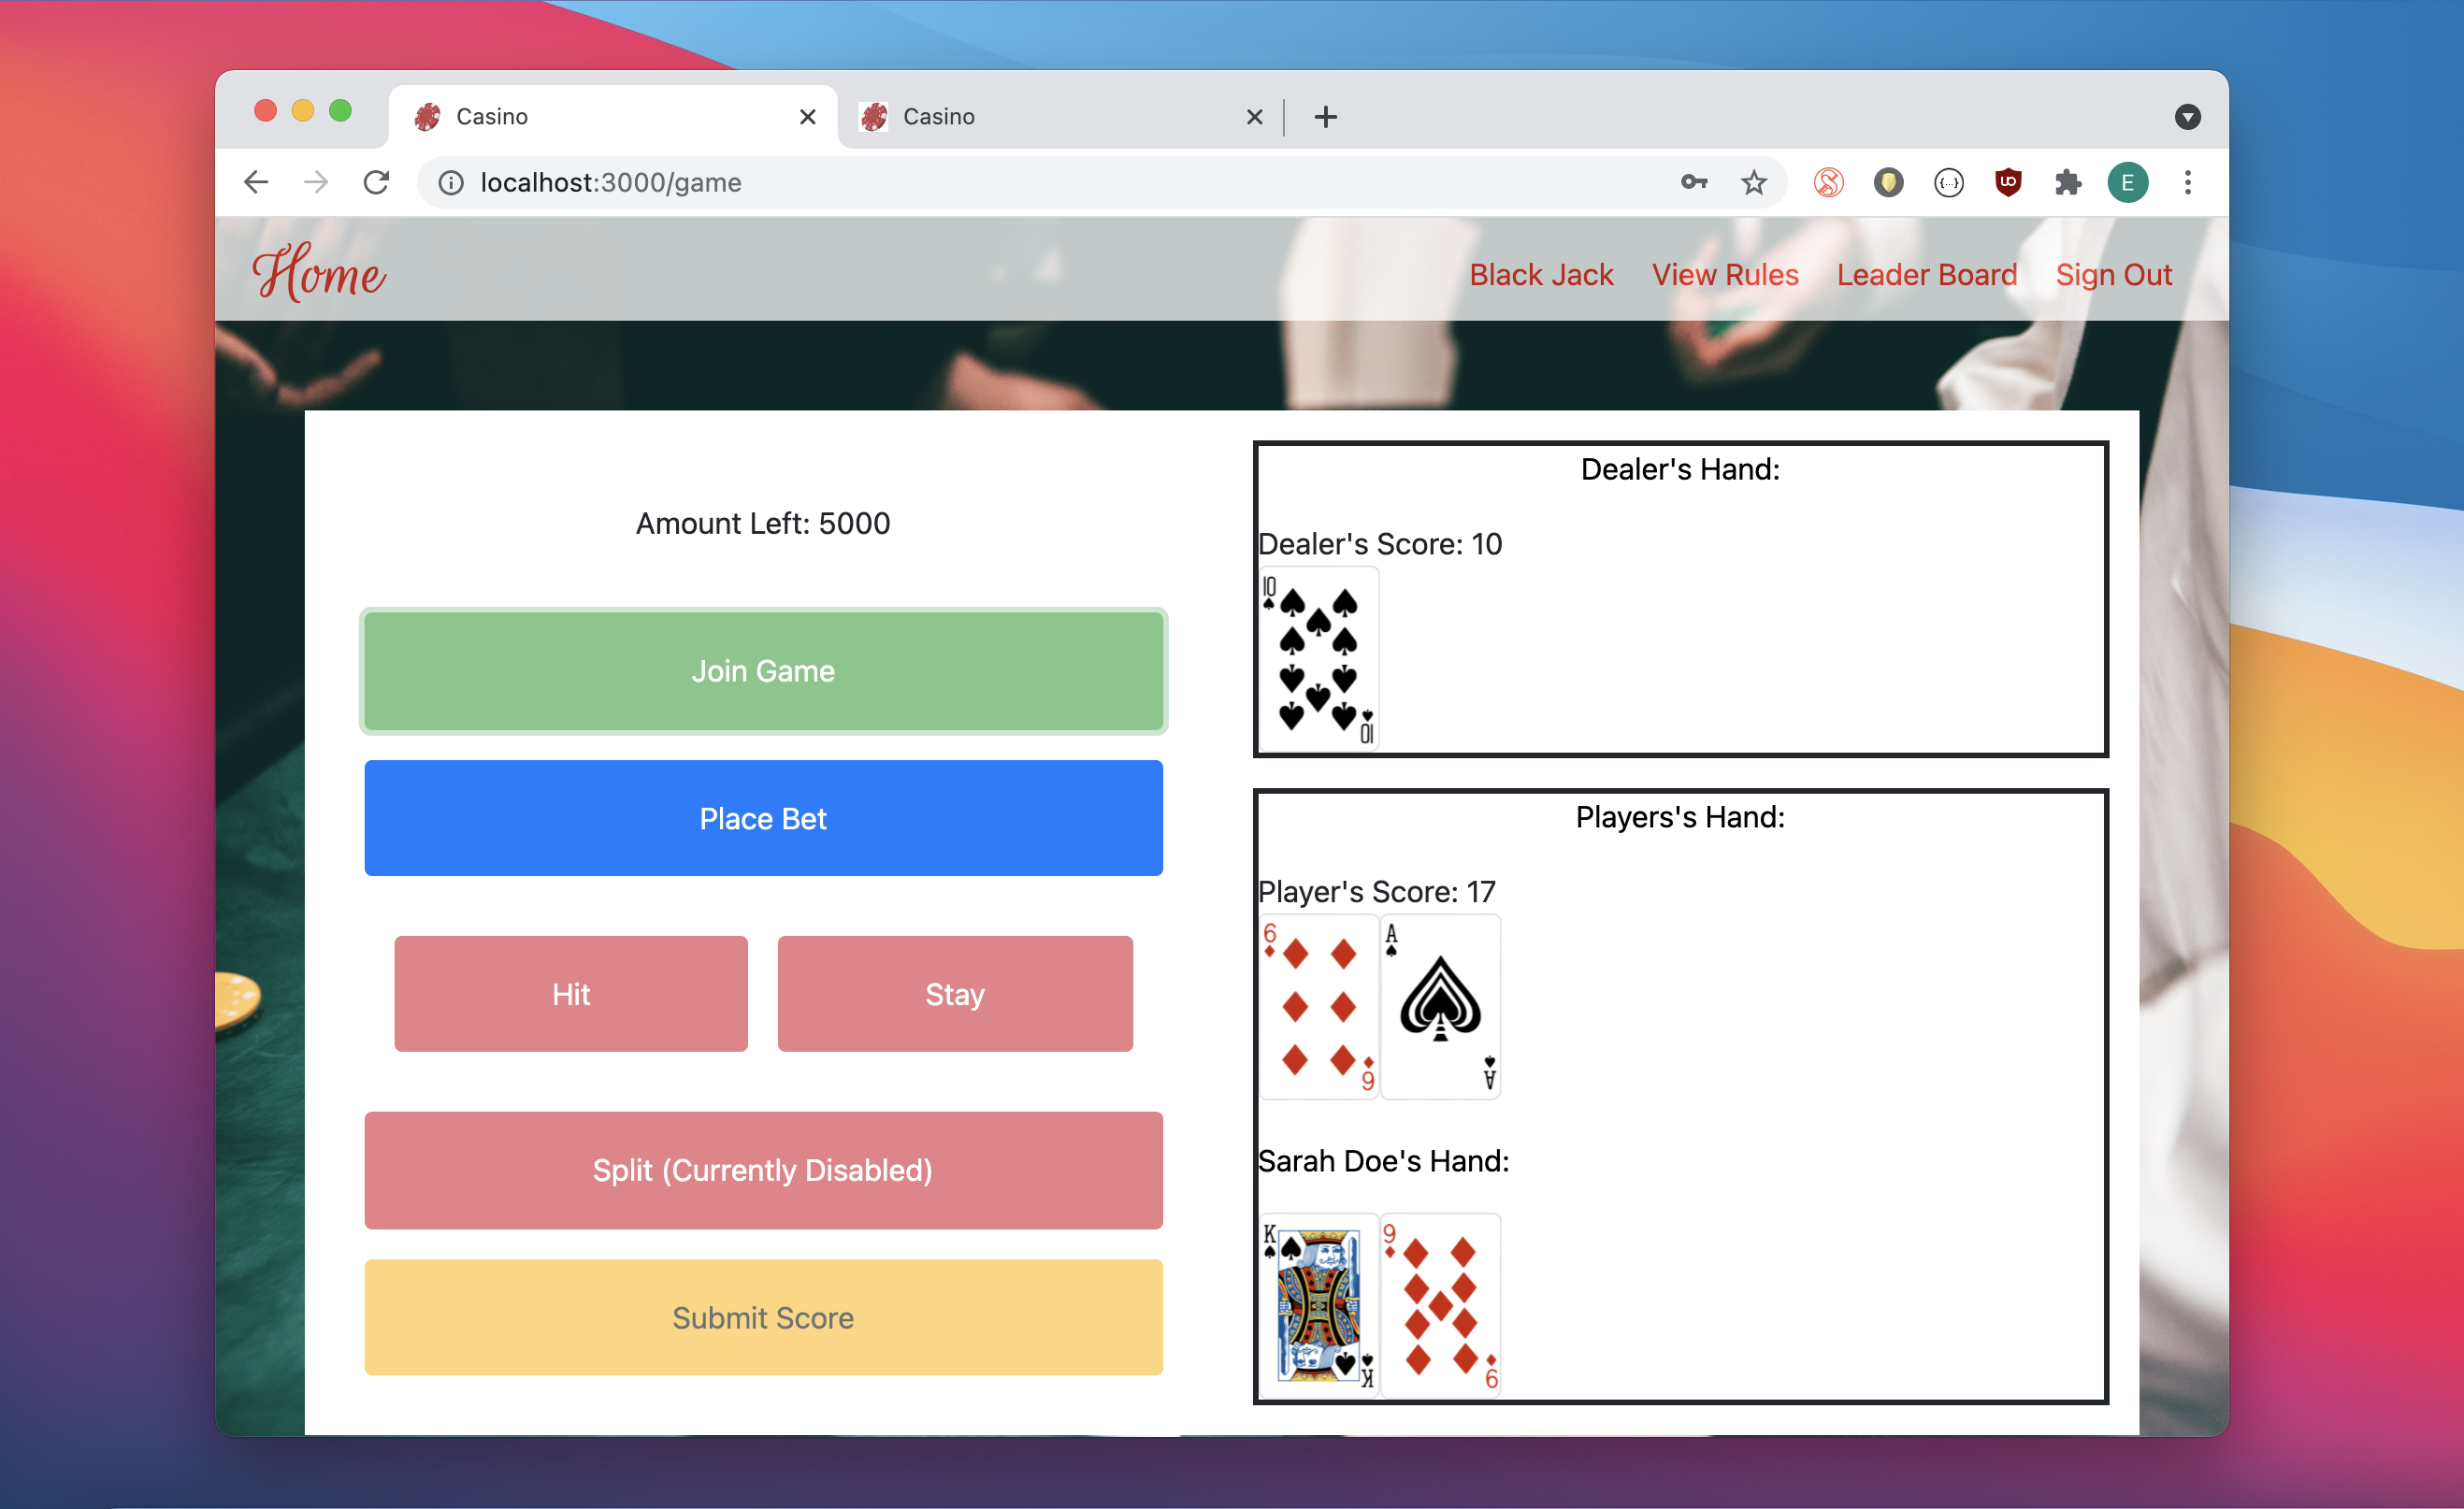 Casino
Casino
localhost:3000/game
E
Home
Black Jack
View Rules
Leader Board
Sign Out
Amount Left: 5000
Join Game
Place Bet
Hit
Stay
Split (Currently Disabled)
Submit Score
Dealer's Hand:
Dealer's Score: 10
10
10
Players's Hand:
Player's Score: 17
6
A
6
A
Sarah Doe's Hand:
K
9
K
9